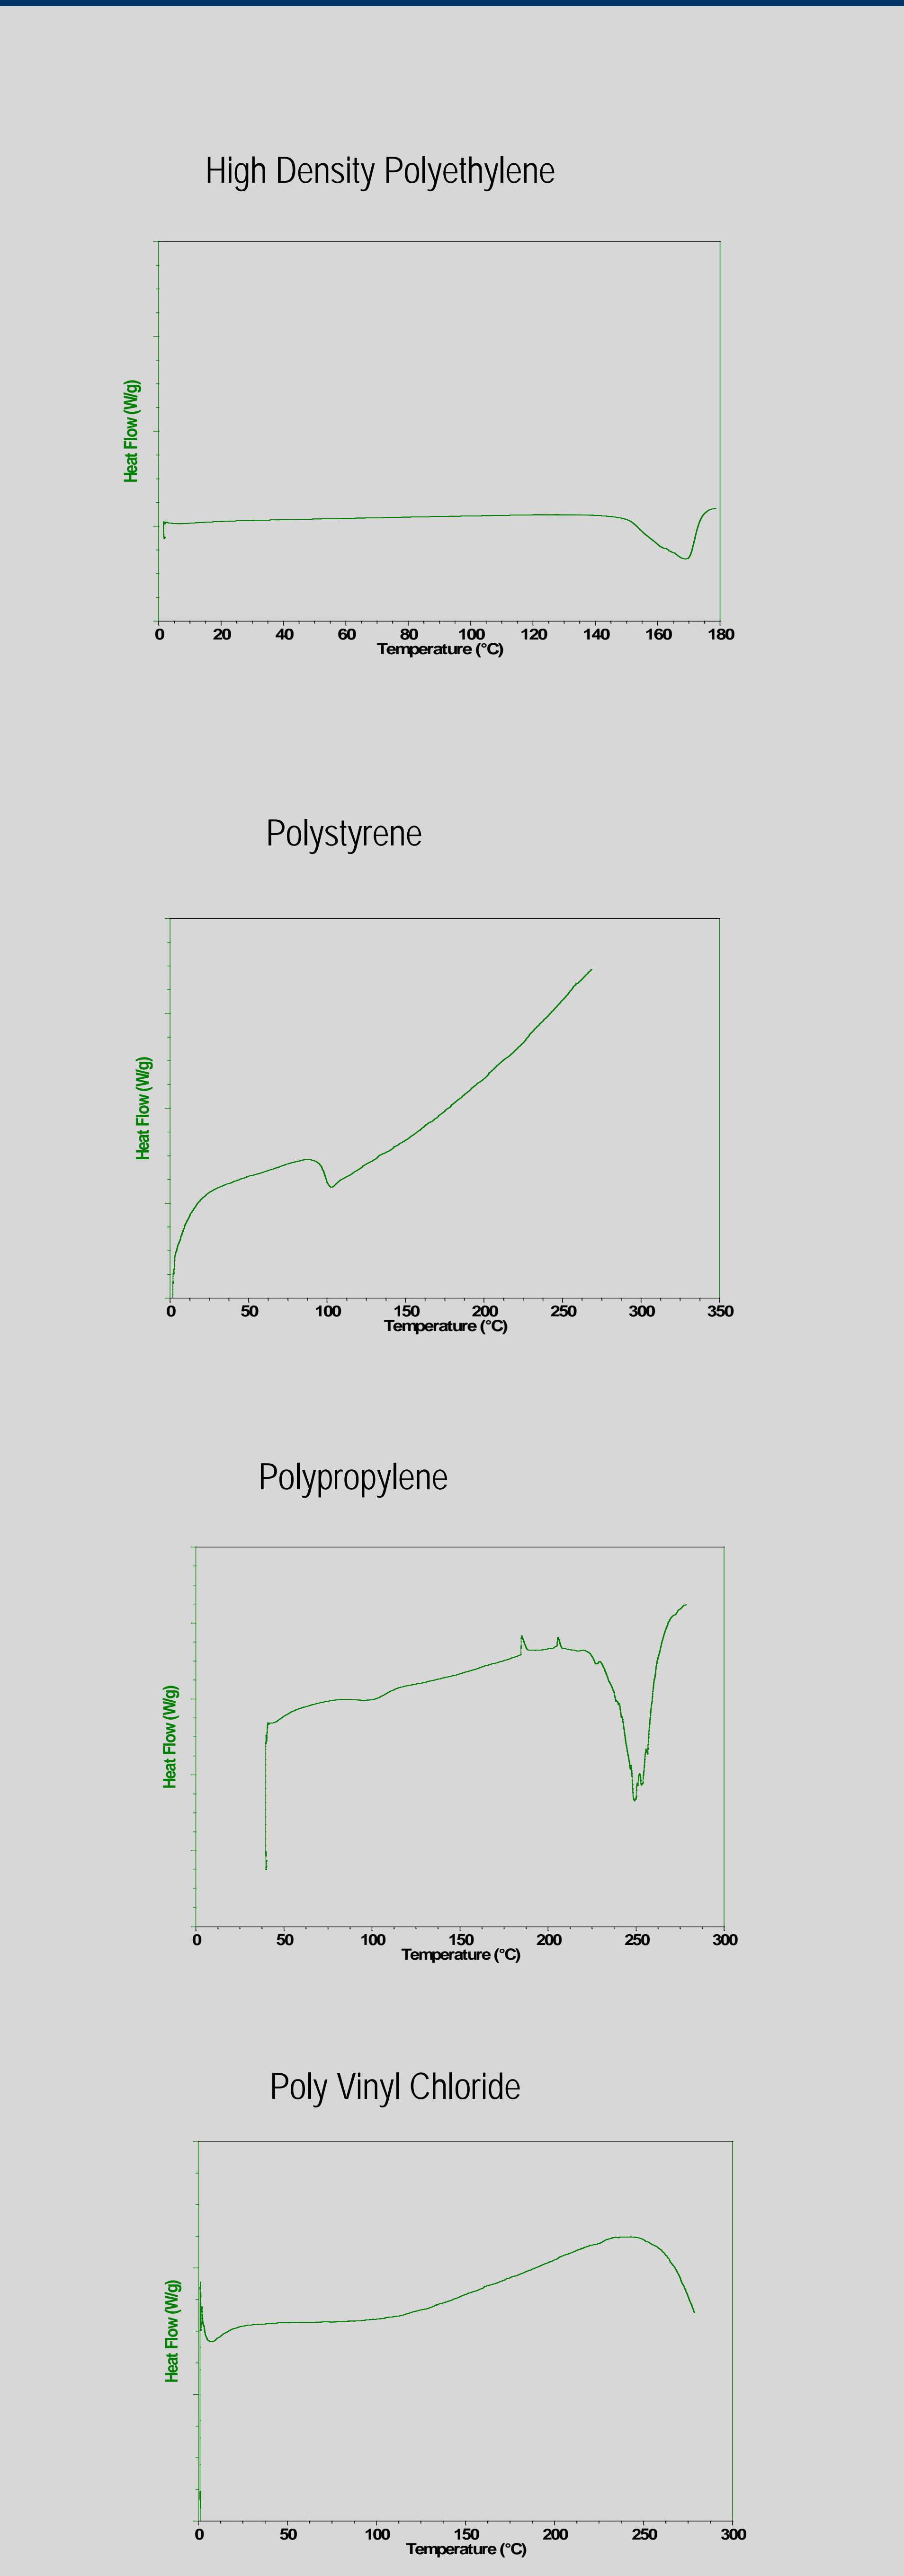 High Density Polyethylene
Heat Flow (W/g)
0 20 40 60 80 100 120 140 160 180
Temperature (°C)
Polystyrene
Heat Flow (W/g)
0 50 100 150 200 250 300 350
Temperature (°C)
Polypropylene
Heat Flow (W/g)
0 50 100 150 200 250 300
Temperature (°C)
Poly Vinyl Chloride
Heat Flow (W/g)
0 50 100 150 200 250 300
Temperature (°C)